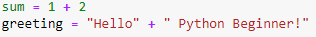 sum = 1 + 2
greeting = "Hello" + " Python Beginner!"